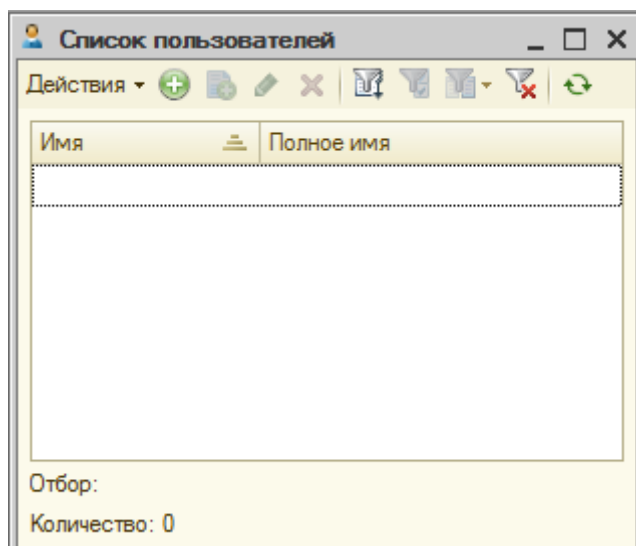 Список пользователей
Действия
Имя Полное имя
Отбор:
Количество: 0